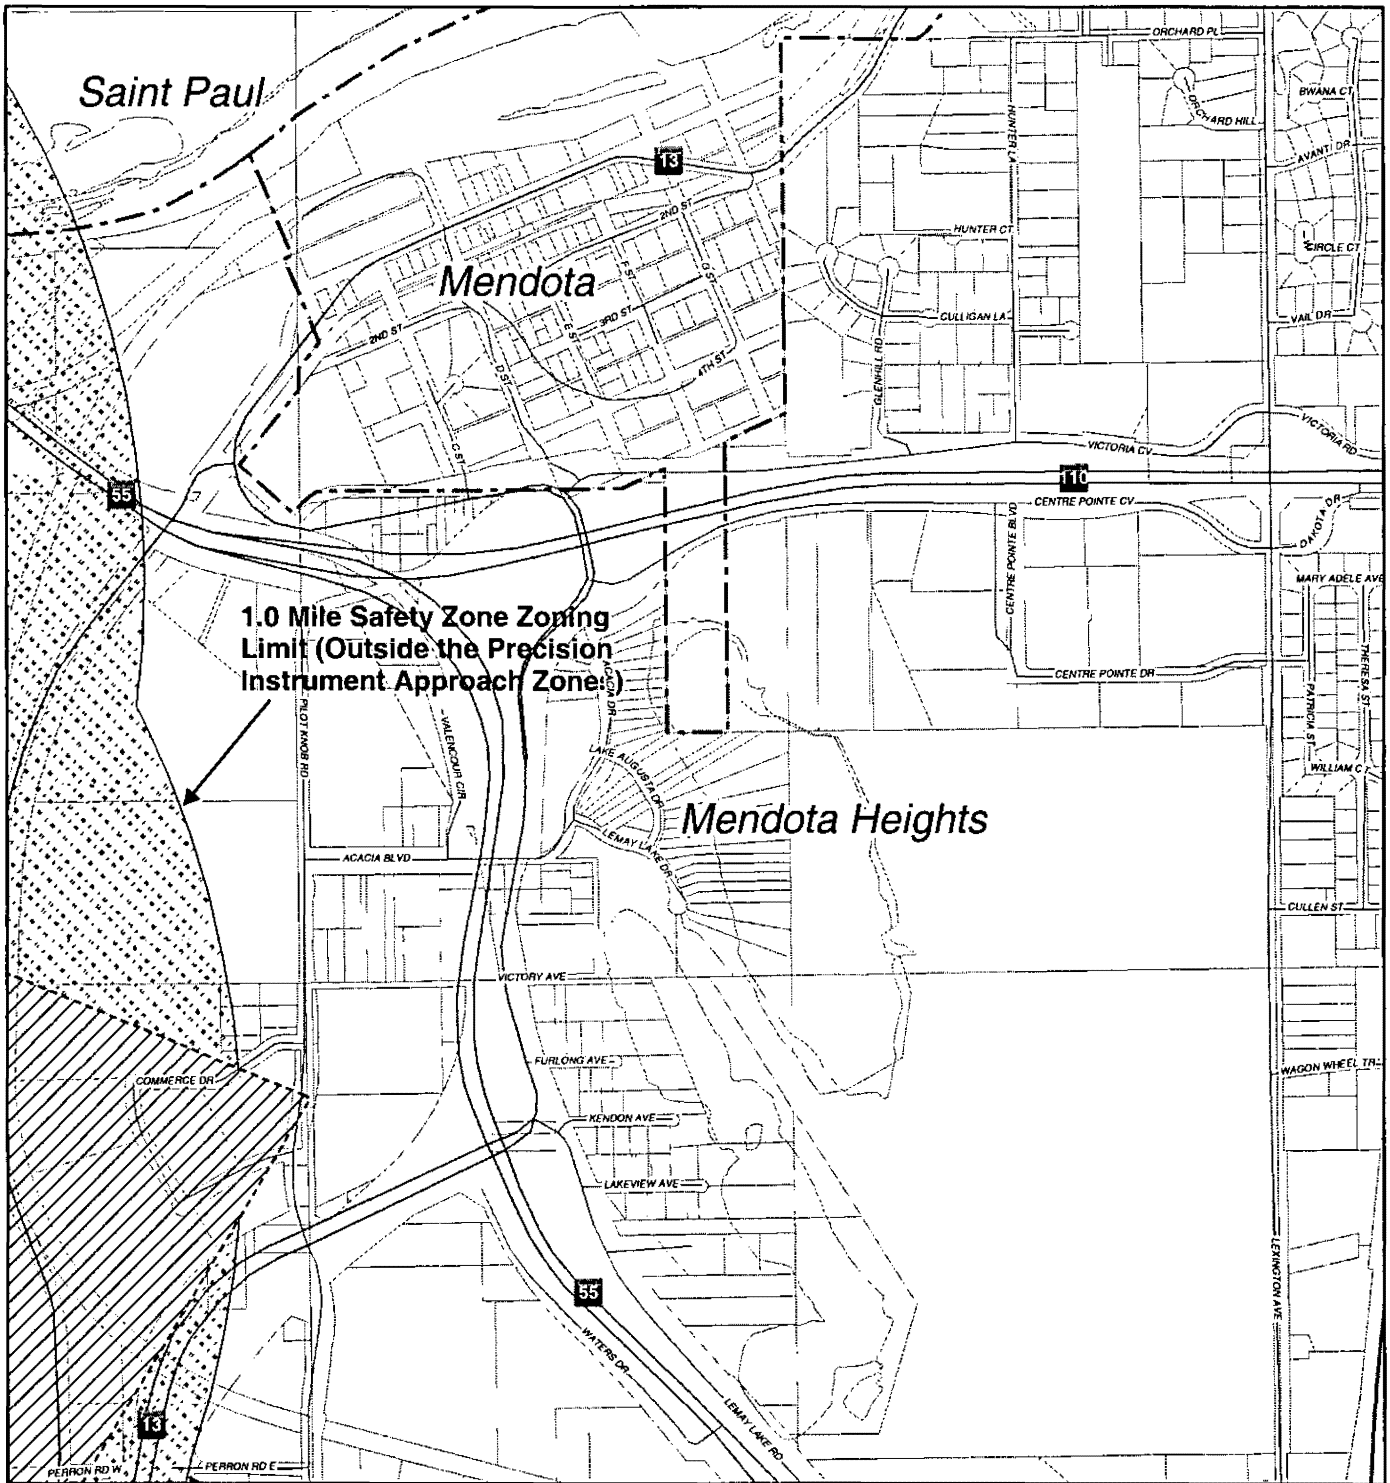 ORCHARD PL
Saint Paul
BWANA CT
ORCHARD HILL
HUNTER LA
AVANTI DR
13
2ND ST
HUNTER CT
CIRCLE CT
F ST
G ST
Mendota
3RD ST
E ST
CULLIGAN LA
VAIL DR
2ND ST
D ST
4TH ST
GLENHILL RD
C ST
VICTORIA CV
VICTORIA RD
55
110
CENTRE POINTE CV
DAKOTA DR
CENTRE POINTE BLVD
MARY ADELE AVE
1.0 Mile Safety Zone Zoning
Limit (Outside the Precision
Instrument Approach Zones)
ACACIA DR
CENTRE POINTE DR
THERESA ST
PATRICIA ST
PILOT KNOB RD
VALENCOUR CIR
LAKE AUGUSTA DR
WILLIAM CT
Mendota Heights
LEMAY LAKE DR
ACACIA BLVD
CULLEN ST
VICTORY AVE
FURLONG AVE
WAGON WHEEL TRL
COMMERCE DR
KENDON AVE
LAKEVIEW AVE
LEXINGTON AVE
55
WATERS DR
LEMAY LAKE RD
13
PERRON RD W
PERRON RD E